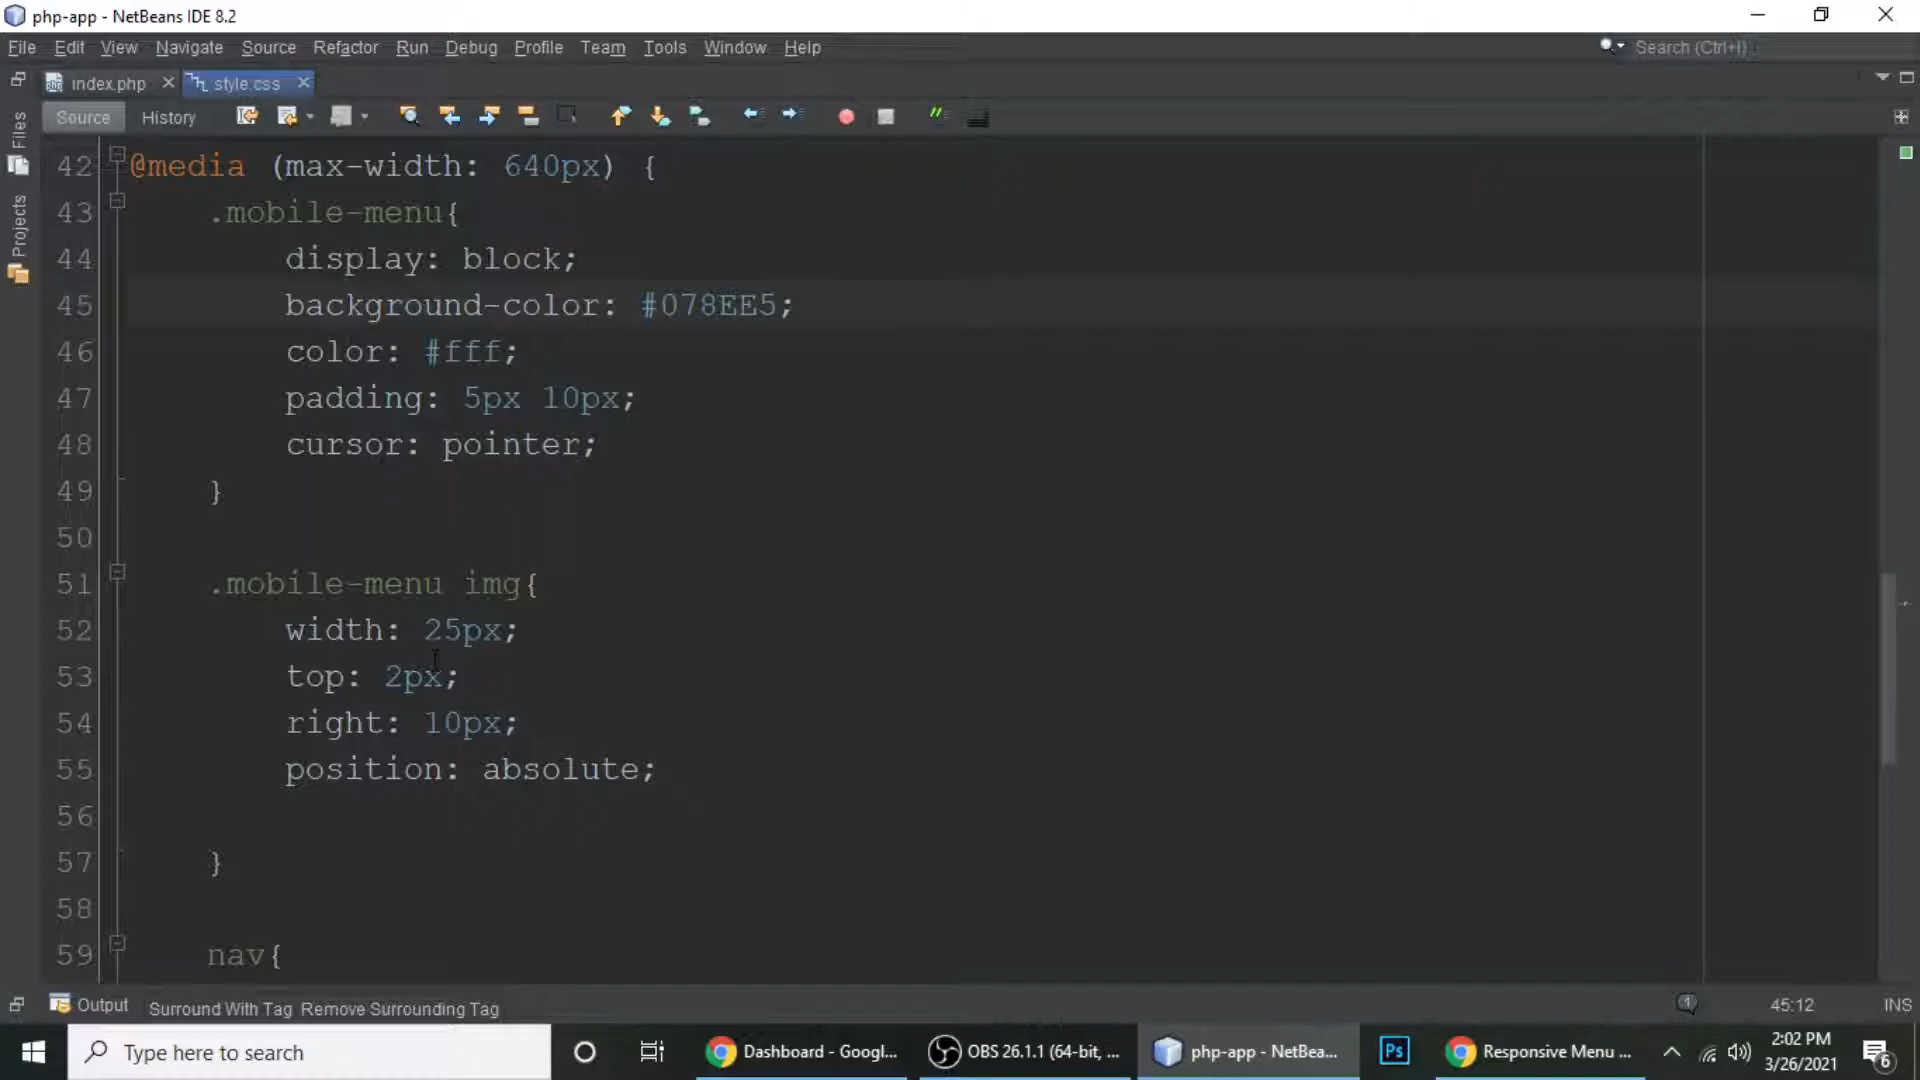 php-app - NetBeans IDE 8.2
File Edit View Navigate Source Refactor Run Debug Profile Team Tools Window Help
Search (Ctrl+I)
index.php style.css
Source History
Files
Projects
42 @media (max-width: 640px) {
43 .mobile-menu{
44 display: block;
45 background-color: #078EE5;
46 color: #fff;
47 padding: 5px 10px;
48 cursor: pointer;
49 }
50
51 .mobile-menu img{
52 width: 25px;
53 top: 2px;
54 right: 10px;
55 position: absolute;
56
57 }
58
59 nav{
Output Surround With Tag Remove Surrounding Tag 1 45:12 INS
Type here to search
Dashboard - Googl...
OBS 26.1.1 (64-bit, ...
php-app - NetBea...
Ps
Responsive Menu ...
2:02 PM
3/26/2021
6